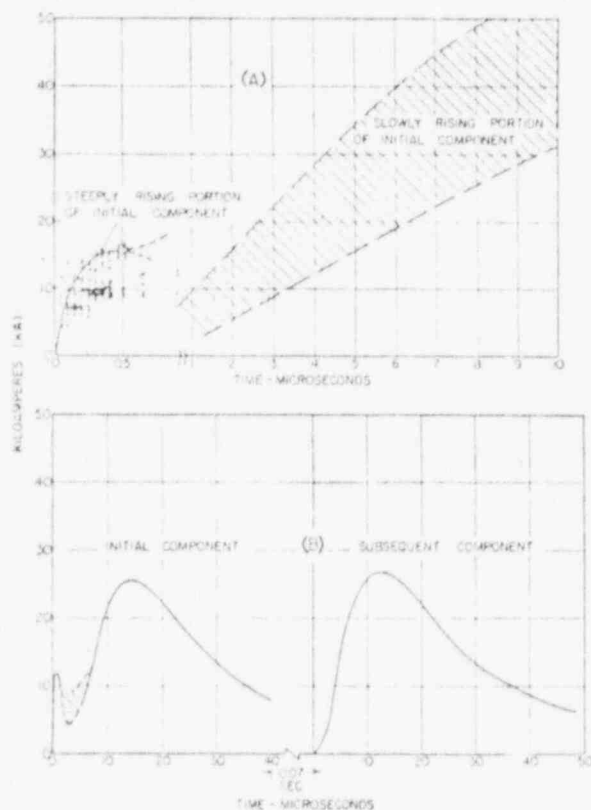 50
(A)
40
SLOWLY RISING PORTION
OF INITIAL COMPONENT
30
STEEPLY RISING PORTION
OF INITIAL COMPONENT
20
10
0
0 0.5 1 2 3 4 5 6 7 8 9 10
TIME - MICROSECONDS
KILOAMPERES (KA)
50
40
30
INITIAL COMPONENT (B) SUBSEQUENT COMPONENT
20
10
0
0 10 20 30 40 0 10 20 30 40 50
0.07
SEC
TIME - MICROSECONDS